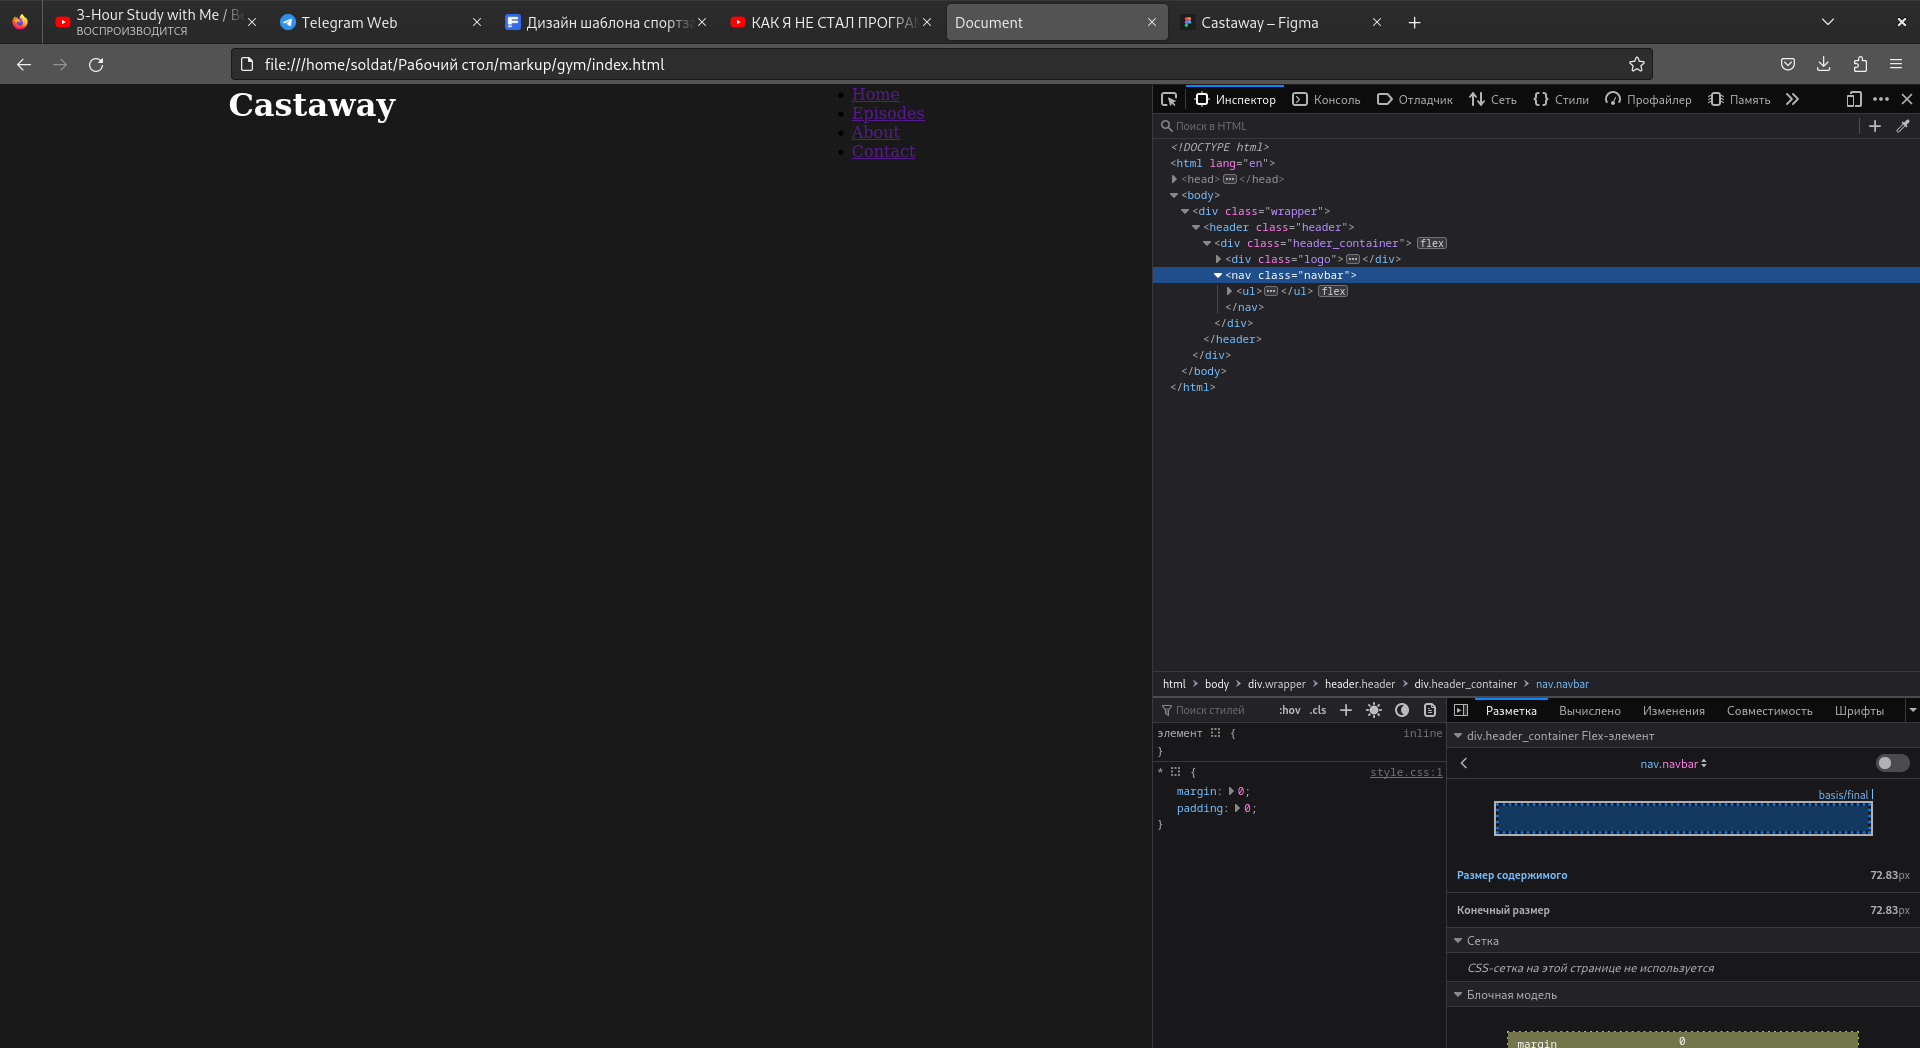 3-Hour Study with Me / Be
ВОСПРОИЗВОДИТСЯ
Telegram Web
Дизайн шаблона спортза
КАК Я НЕ СТАЛ ПРОГРАМ
Document
Castaway – Figma
file:///home/soldat/Рабочий стол/markup/gym/index.html
Castaway
Home
Episodes
About
Contact
Инспектор
Консоль
Отладчик
Сеть
Стили
Профайлер
Память
Поиск в HTML
<!DOCTYPE html>
<html lang="en">
<head></head>
<body>
<div class="wrapper">
<header class="header">
<div class="header_container"> flex
<div class="logo"></div>
<nav class="navbar">
<ul></ul> flex
</nav>
</div>
</header>
</div>
</body>
</html>
html > body > div.wrapper > header.header > div.header_container > nav.navbar
Поиск стилей
:hov .cls
элемент { inline
}
* { style.css:1
margin: 0;
padding: 0;
}
Разметка
Вычислено
Изменения
Совместимость
Шрифты
div.header_container Flex-элемент
nav.navbar
basis/final
Размер содержимого 72.83px
Конечный размер 72.83px
Сетка
CSS-сетка на этой странице не используется
Блочная модель
margin 0